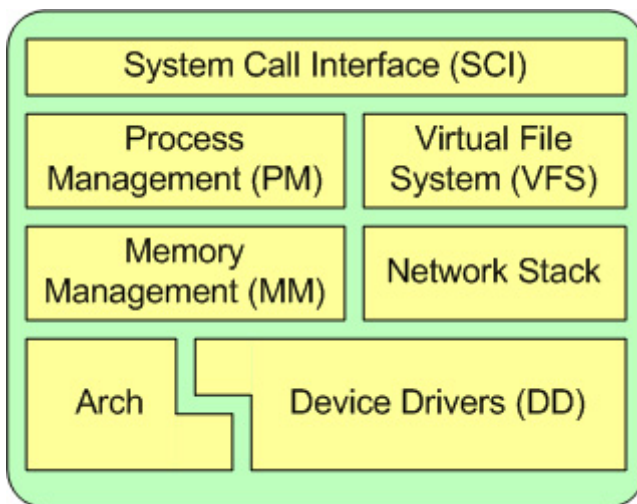 System Call Interface (SCI)
Process
Management (PM)
Virtual File
System (VFS)
Memory
Management (MM)
Network Stack
Arch
Device Drivers (DD)